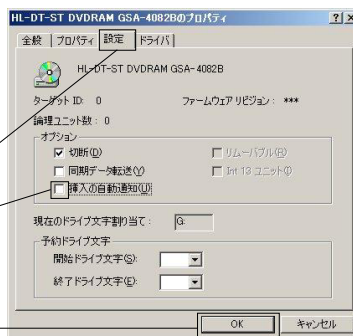 HL-DT-ST DVDRAM GSA-4082Bのプロパティ
全般 プロパティ 設定 ドライバ
HL-DT-ST DVDRAM GSA-4082B
ターゲット ID: 0 ファームウェア リビジョン: ***
論理ユニット数: 0
オプション
切断(D) リムーバブル(R)
同期データ転送(Y) Int 13 ユニット(I)
挿入の自動通知(U)
現在のドライブ文字割り当て: G:
予約ドライブ文字
開始ドライブ文字(S):
終了ドライブ文字(E):
OK キャンセル